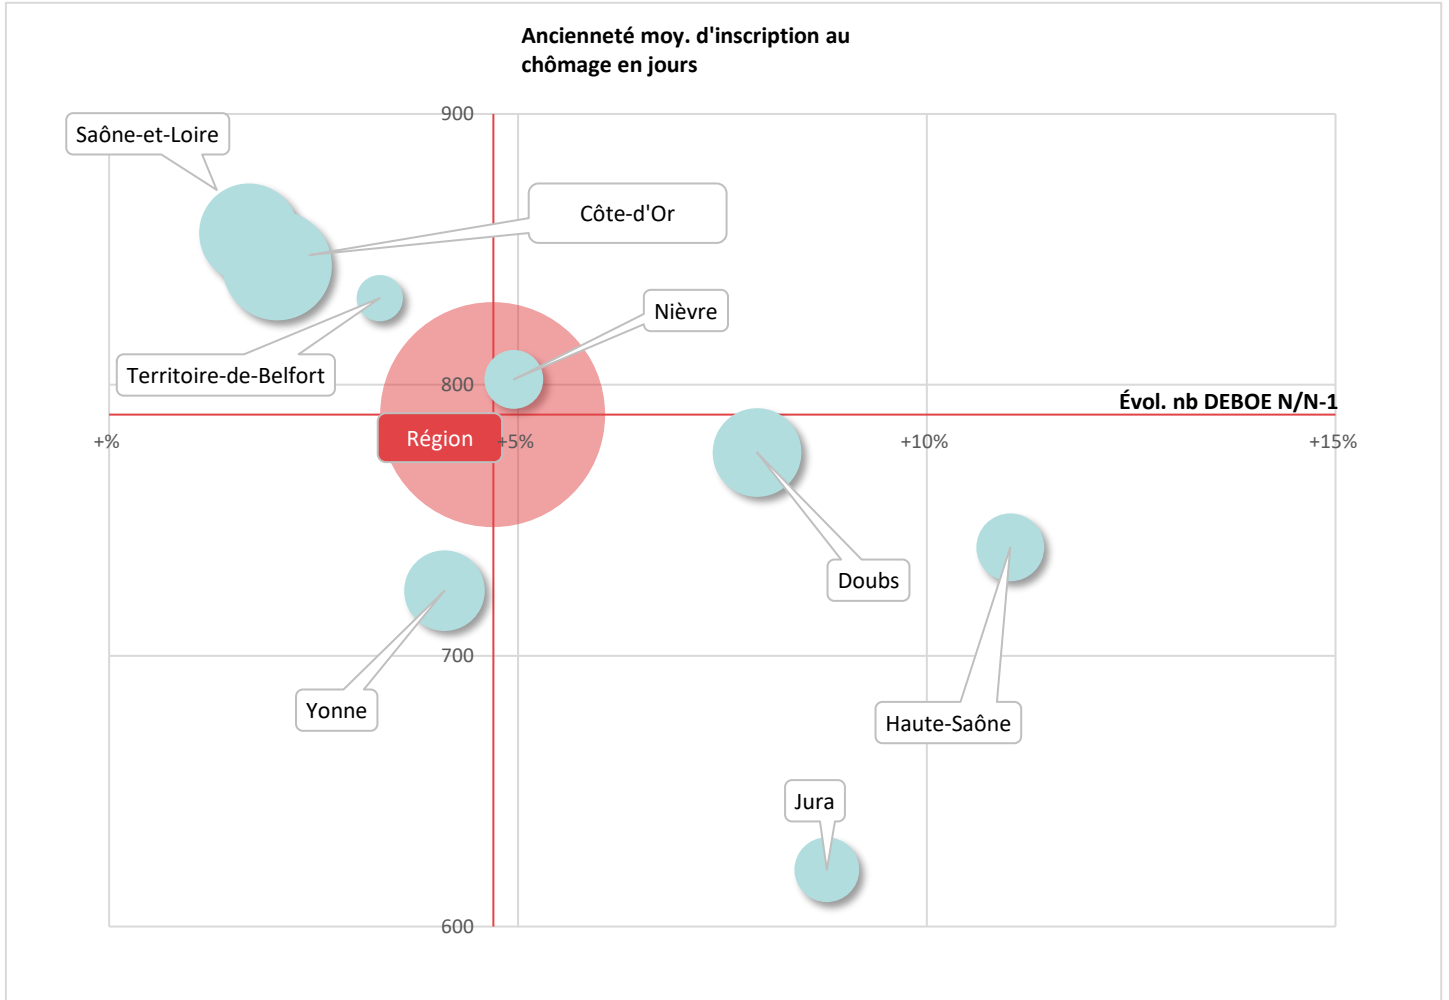 Ancienneté moy. d'inscription au
chômage en jours
900
Saône-et-Loire
Côte-d'Or
Nièvre
Territoire-de-Belfort
800
Évol. nb DEBOE N/N-1
+%
Région
+5%
+10%
+15%
Doubs
700
Yonne
Haute-Saône
Jura
600